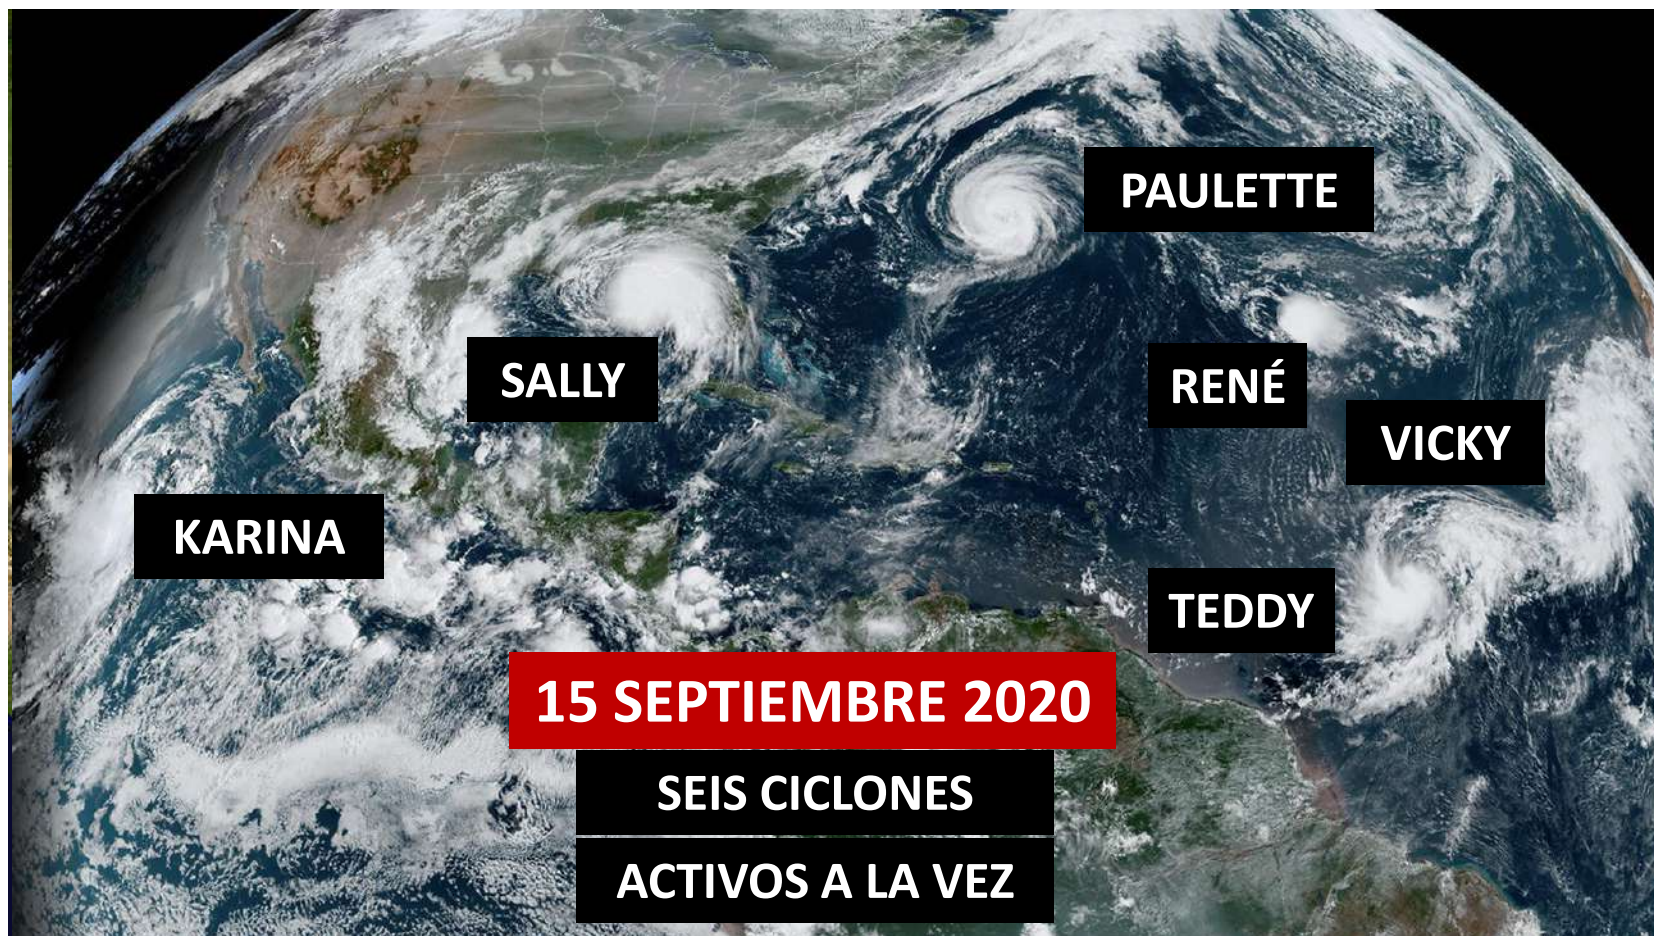 PAULETTE
SALLY
RENÉ
VICKY
KARINA
TEDDY
15 SEPTIEMBRE 2020
SEIS CICLONES
ACTIVOS A LA VEZ